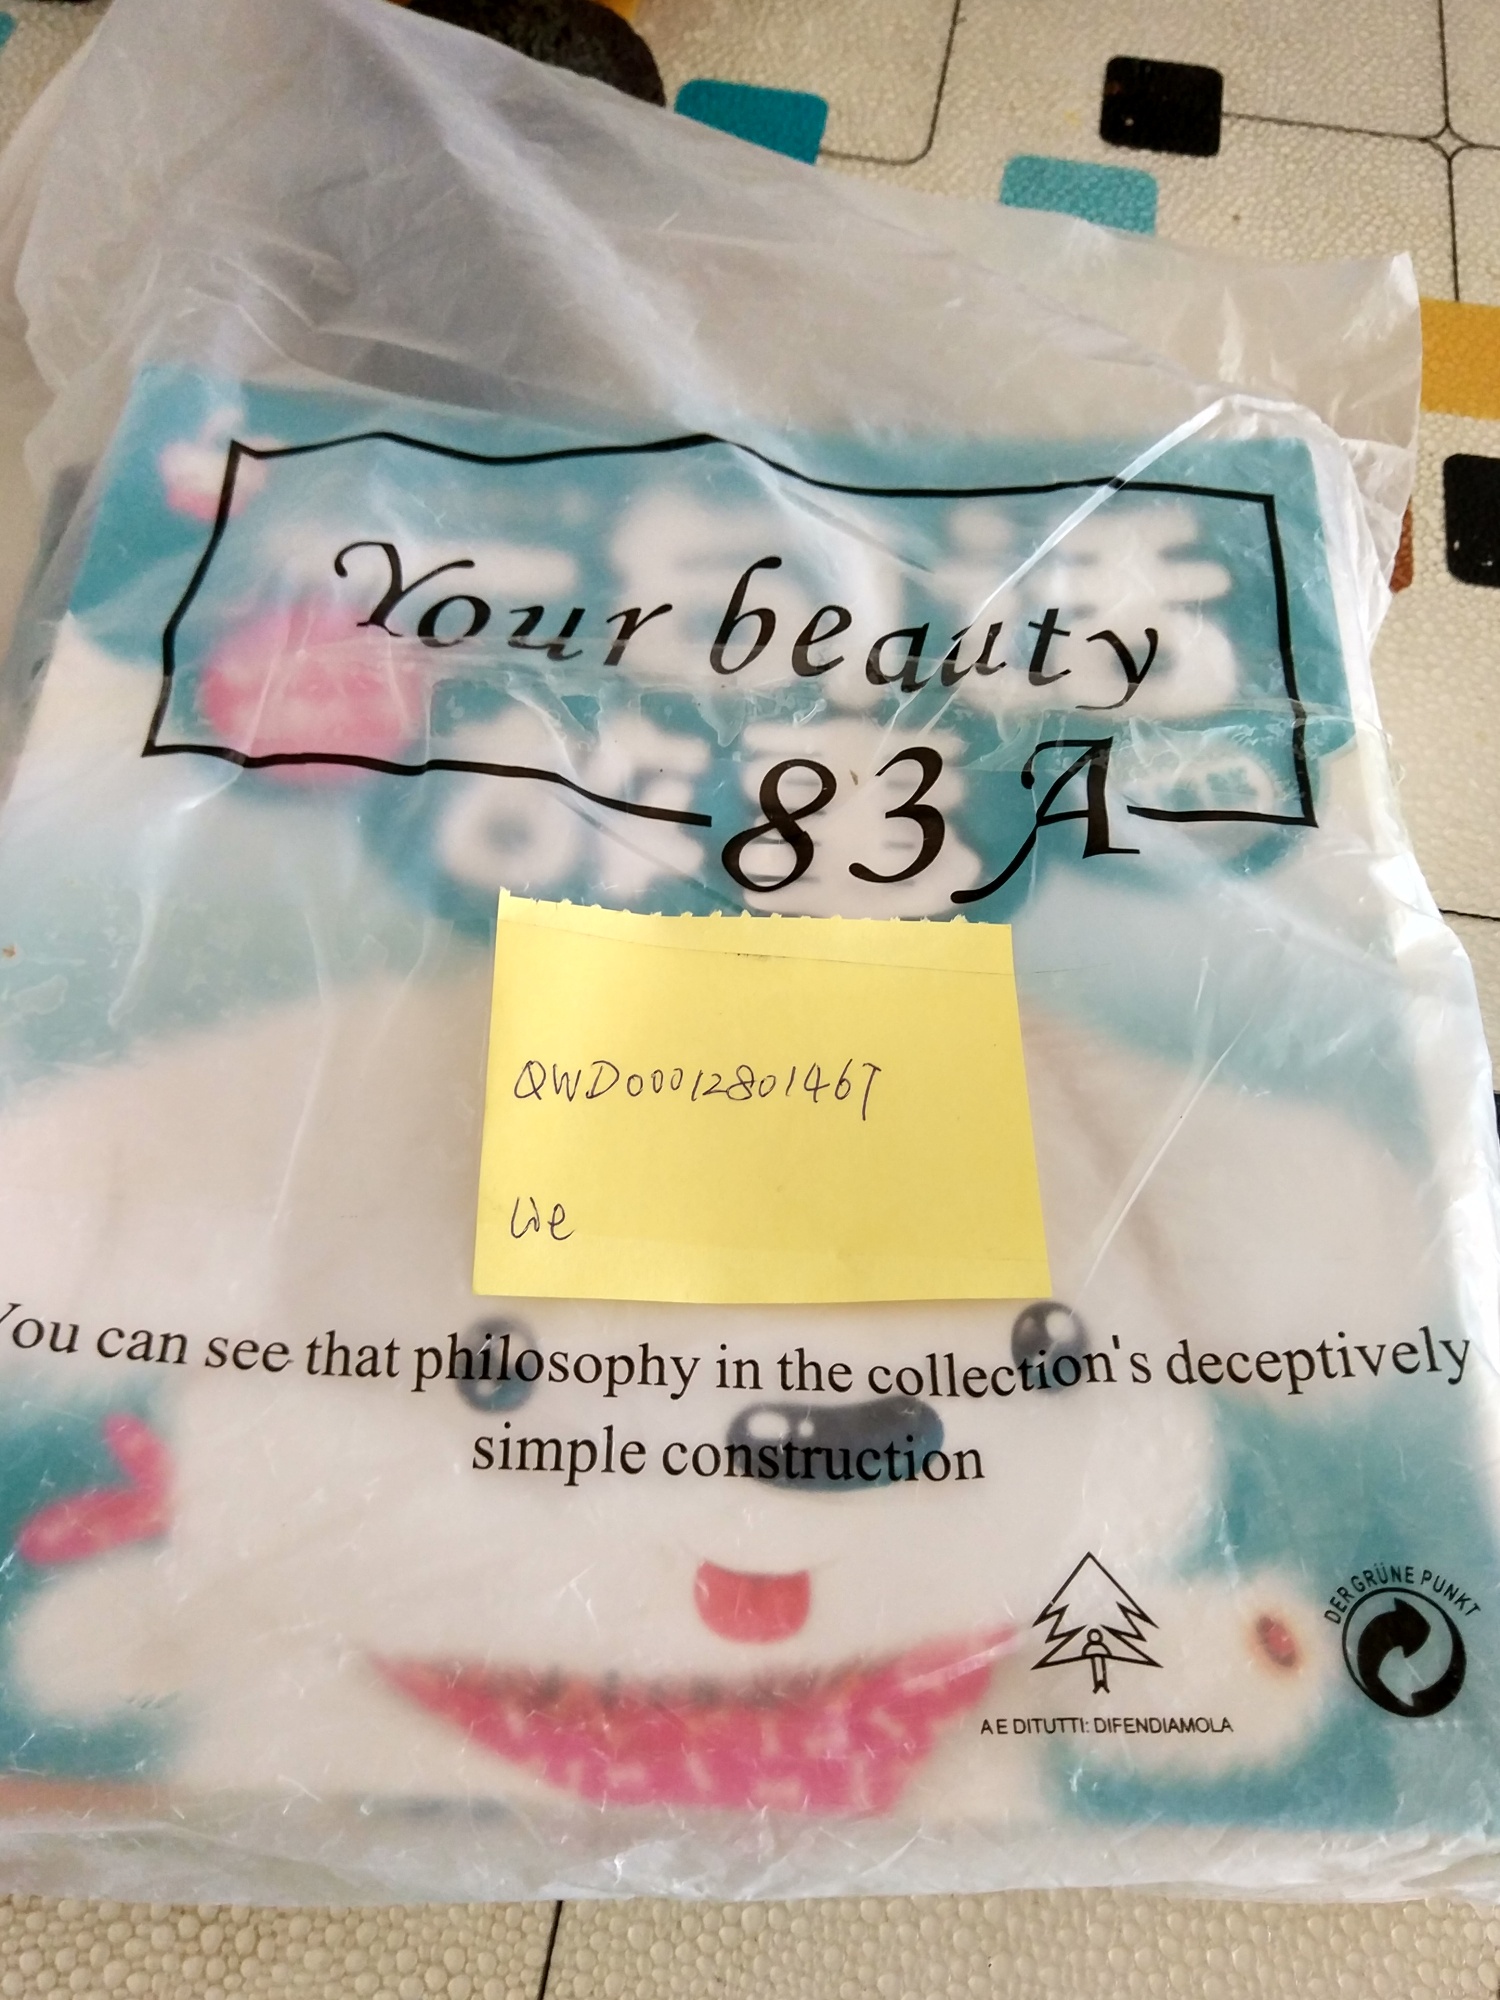 Your beauty
83A
QWD00012801467
We
You can see that philosophy in the collection's deceptively
simple construction
A E DITUTTI: DIFENDIAMOLA
DER GRÜNE PUNKT